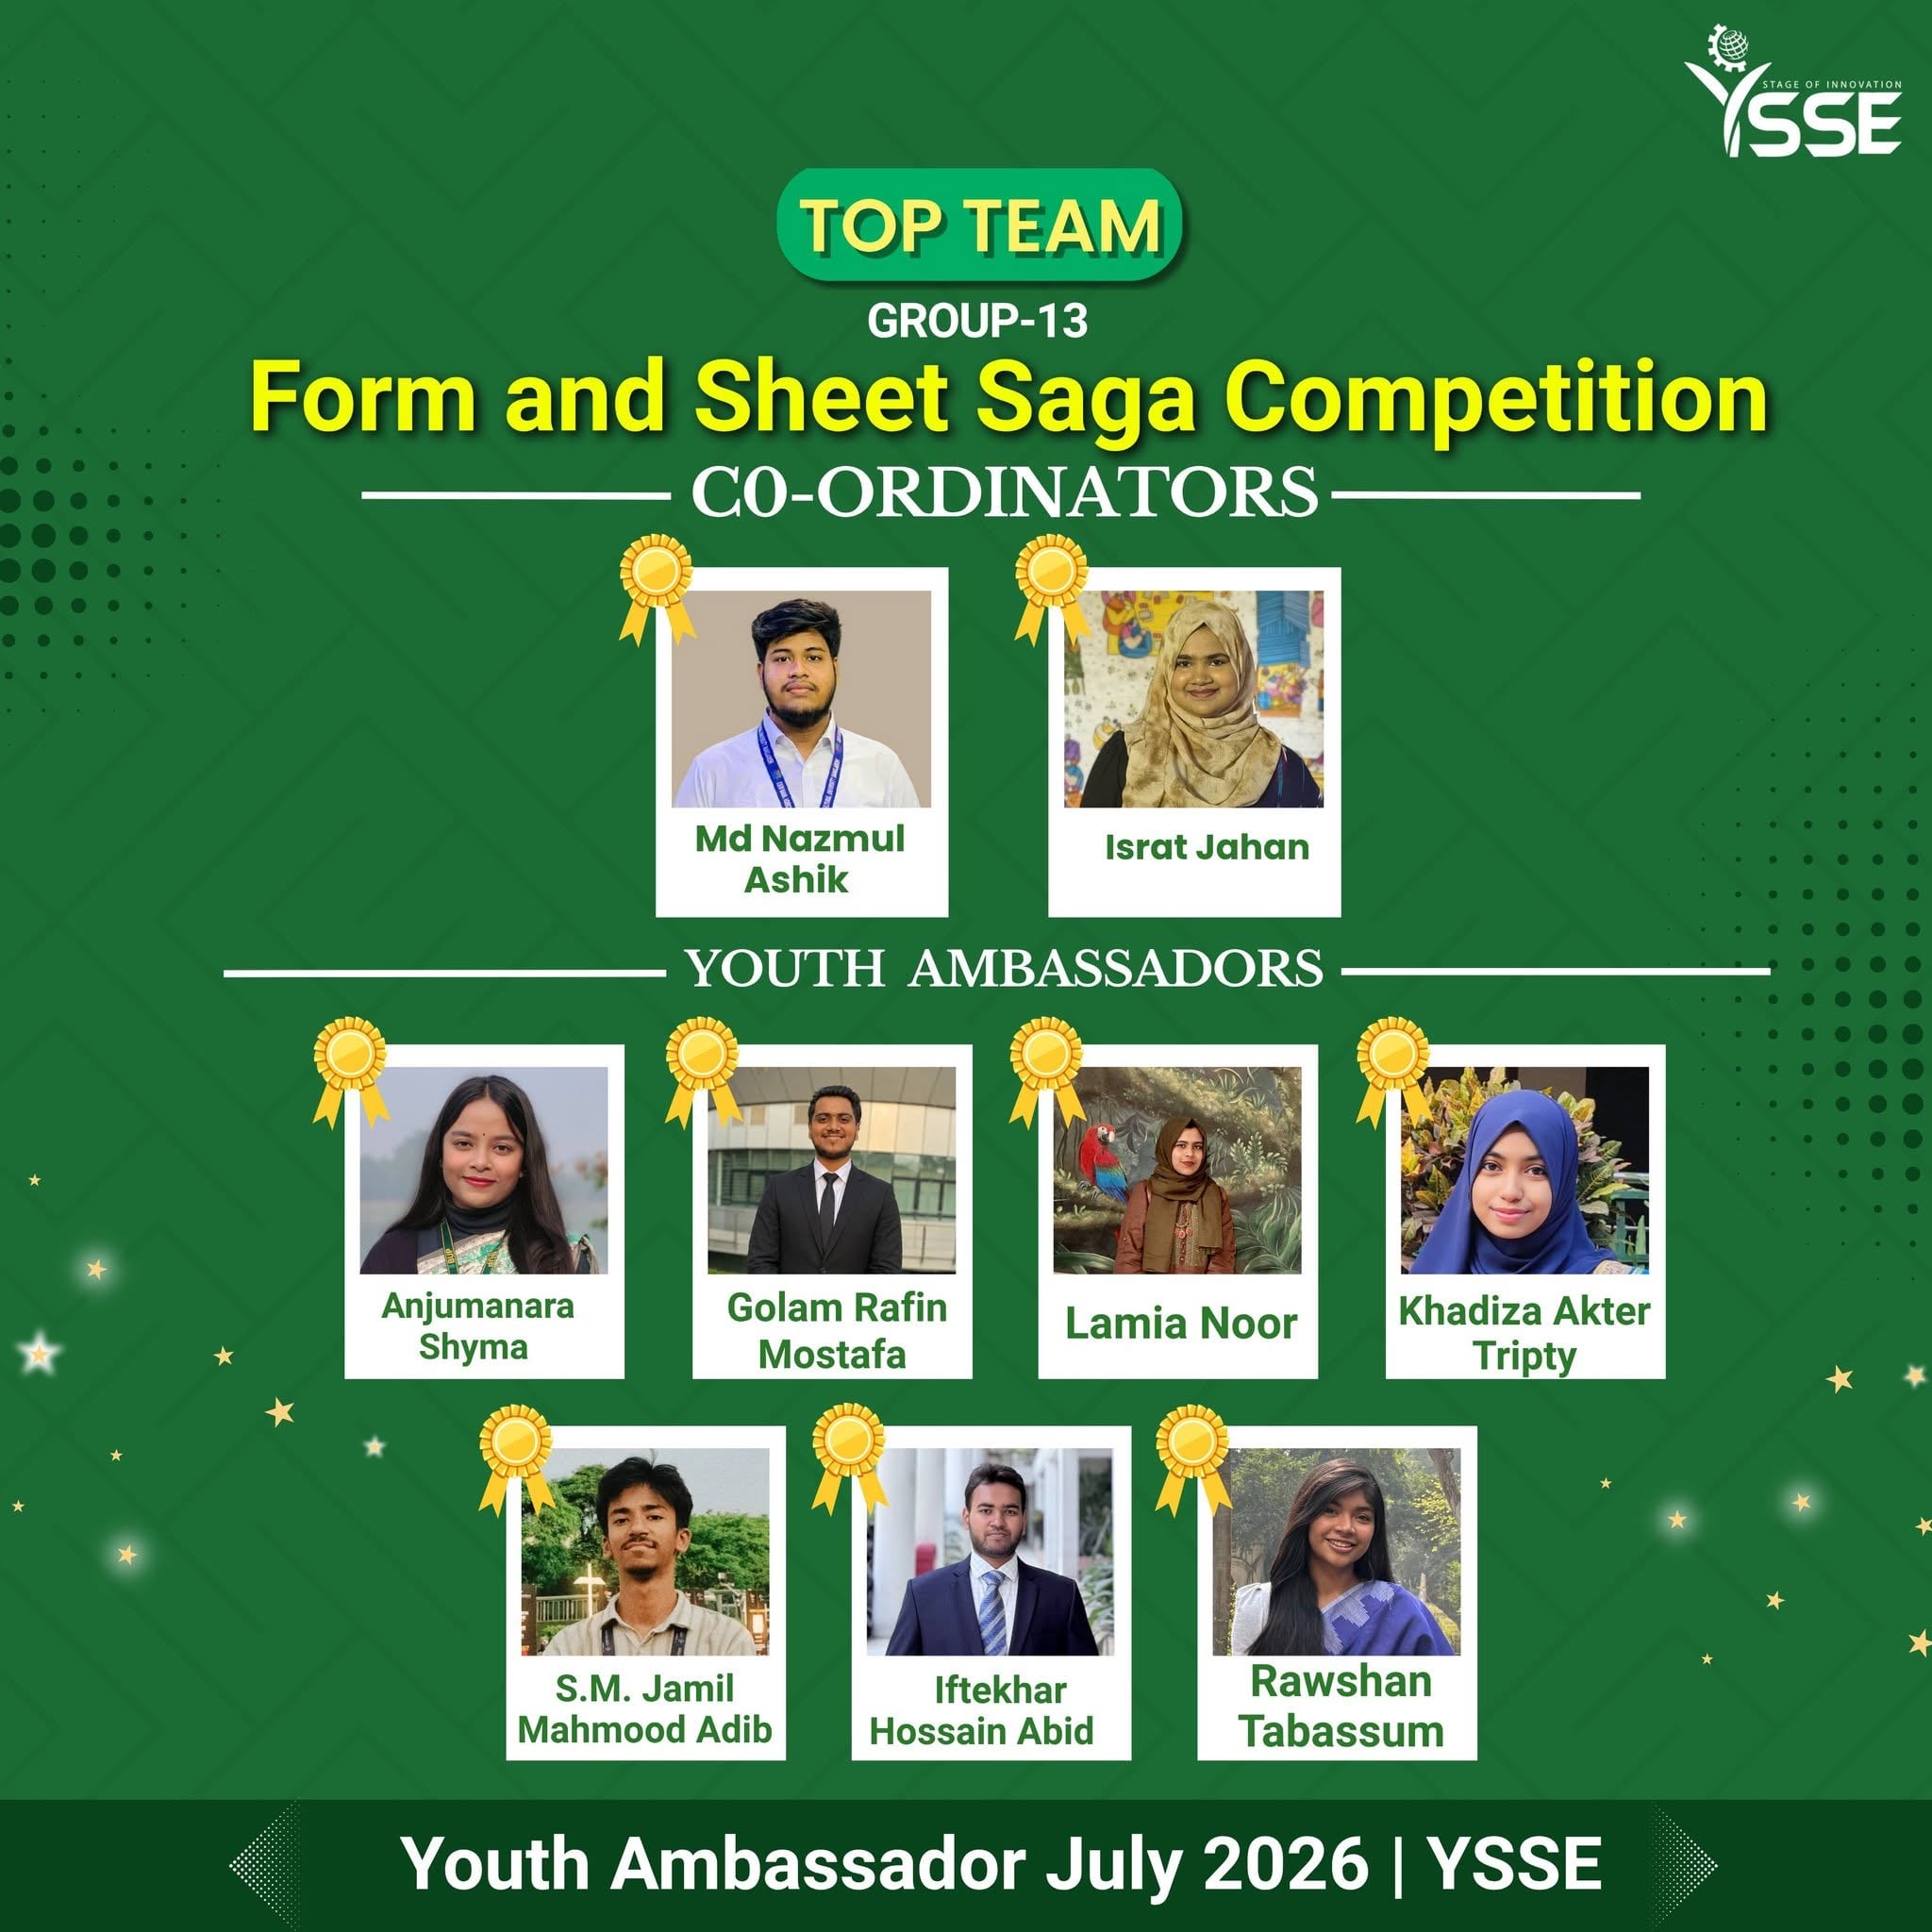 STAGE OF INNOVATION
YSSE
TOP TEAM
GROUP-13
Form and Sheet Saga Competition
C0-ORDINATORS
Md Nazmul
Ashik
Israt Jahan
YOUTH AMBASSADORS
Anjumanara
Shyma
Golam Rafin
Mostafa
Lamia Noor
Khadiza Akter
Tripty
S.M. Jamil
Mahmood Adib
Iftekhar
Hossain Abid
Rawshan
Tabassum
Youth Ambassador July 2026 | YSSE